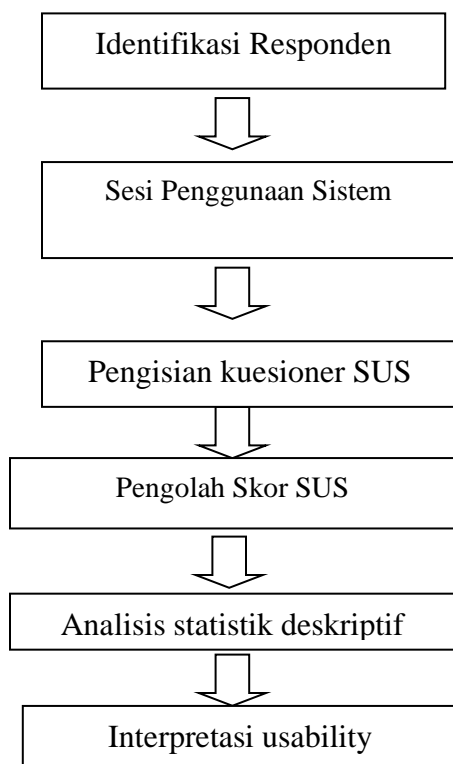 Identifikasi Responden
Sesi Penggunaan Sistem
Pengisian kuesioner SUS
Pengolah Skor SUS
Analisis statistik deskriptif
Interpretasi usability